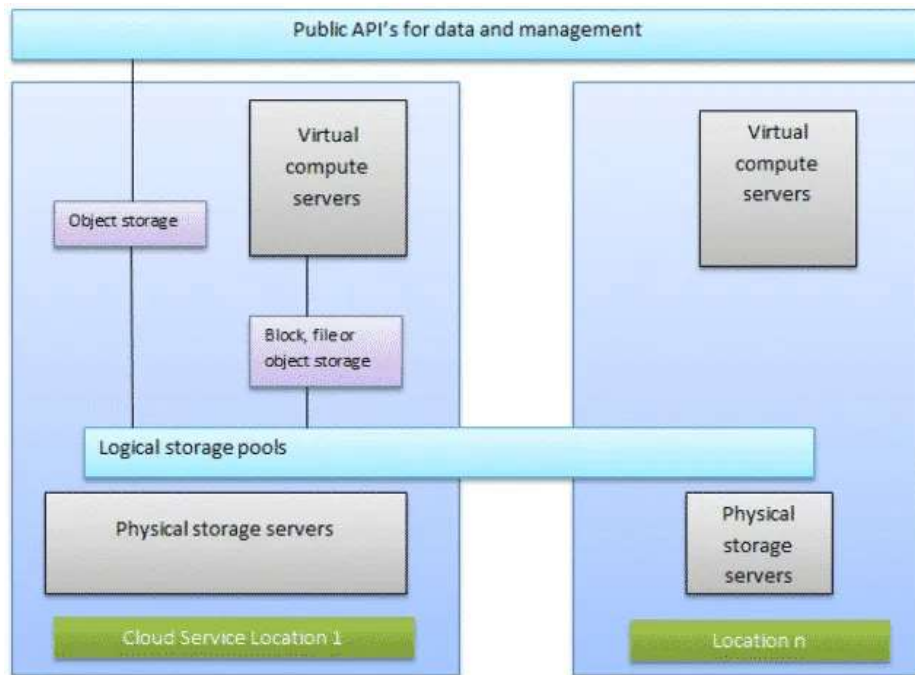 Public API's for data and management
Virtual
compute
servers
Virtual
compute
servers
Object storage
Block, file or
object storage
Logical storage pools
Physical storage servers
Physical
storage
servers
Cloud Service Location 1
Location n